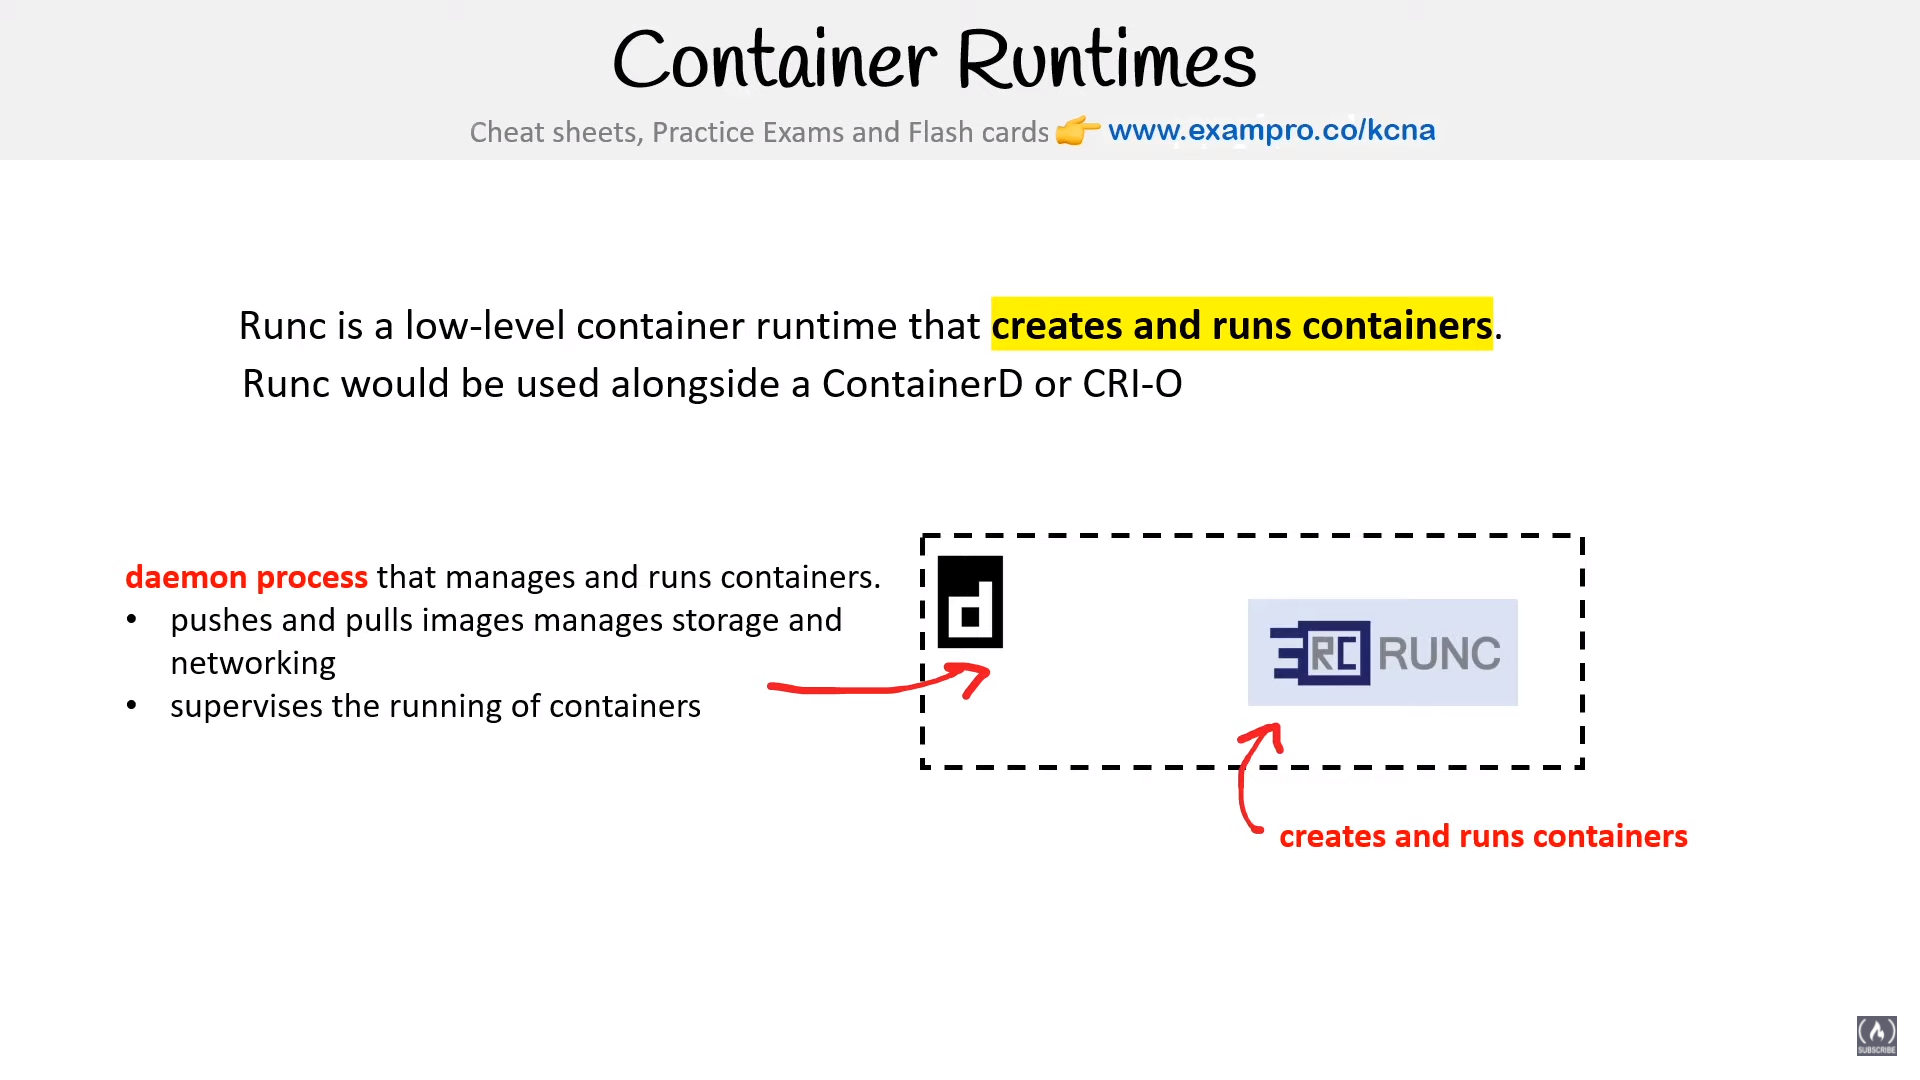 Container Runtimes
Cheat sheets, Practice Exams and Flash cards 👉 www.exampro.co/kcna
Runc is a low-level container runtime that creates and runs containers.
Runc would be used alongside a ContainerD or CRI-O
daemon process that manages and runs containers.
• pushes and pulls images manages storage and
networking
• supervises the running of containers
d
RC RUNC
creates and runs containers
SUBSCRIBE